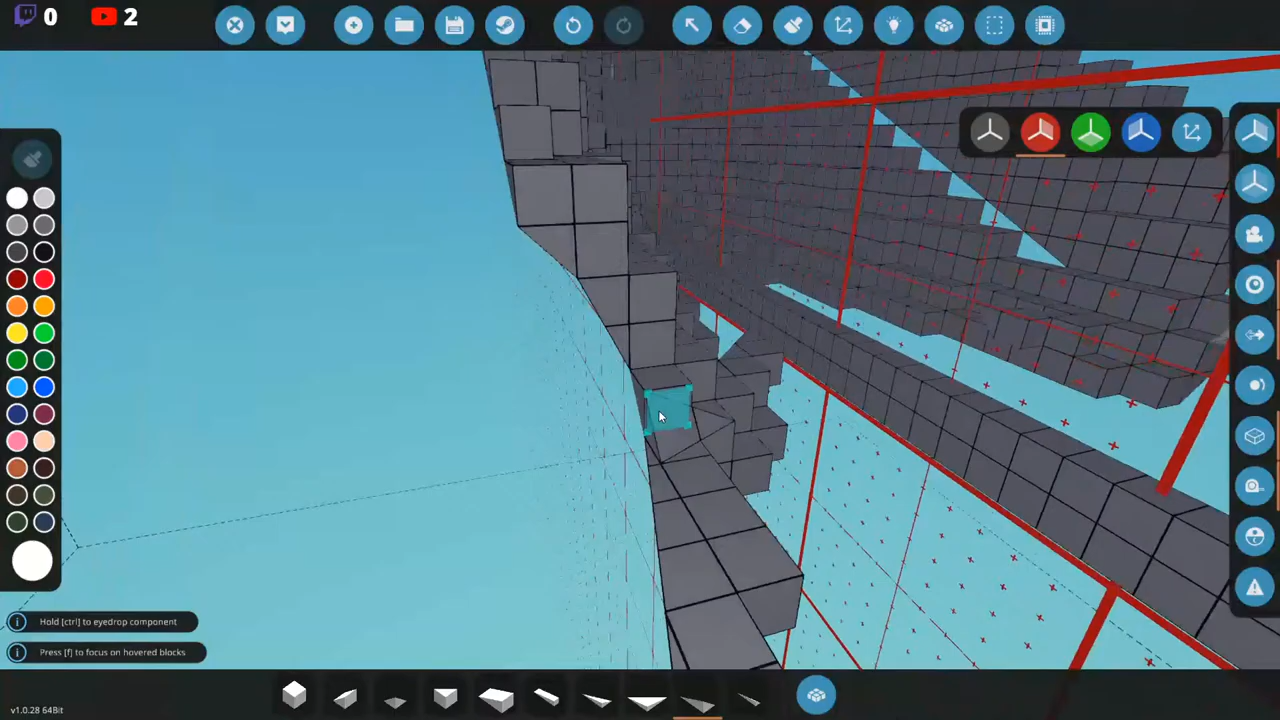 0
2
Hold [ctrl] to eyedrop component
Press [f] to focus on hovered blocks
v1.0.28 64Bit